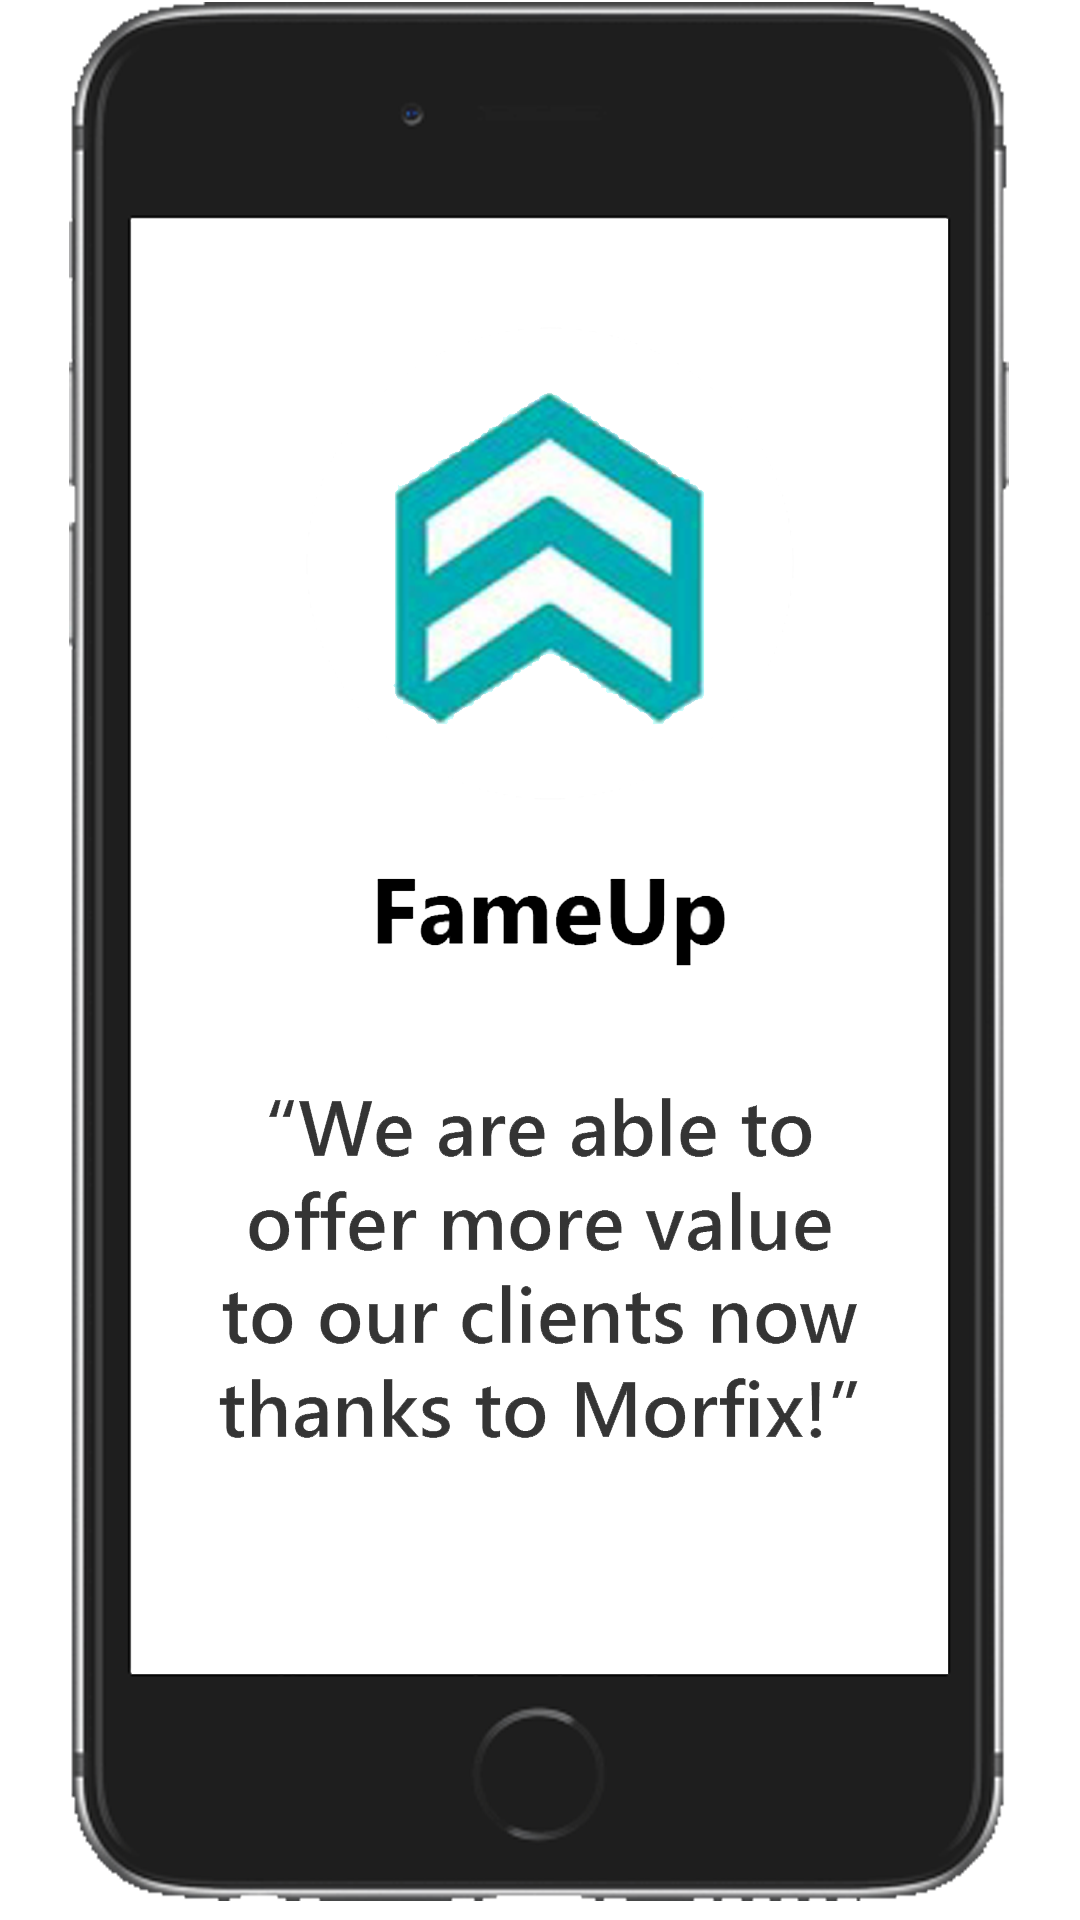 FameUp
“We are able to
offer more value
to our clients now
thanks to Morfix!”